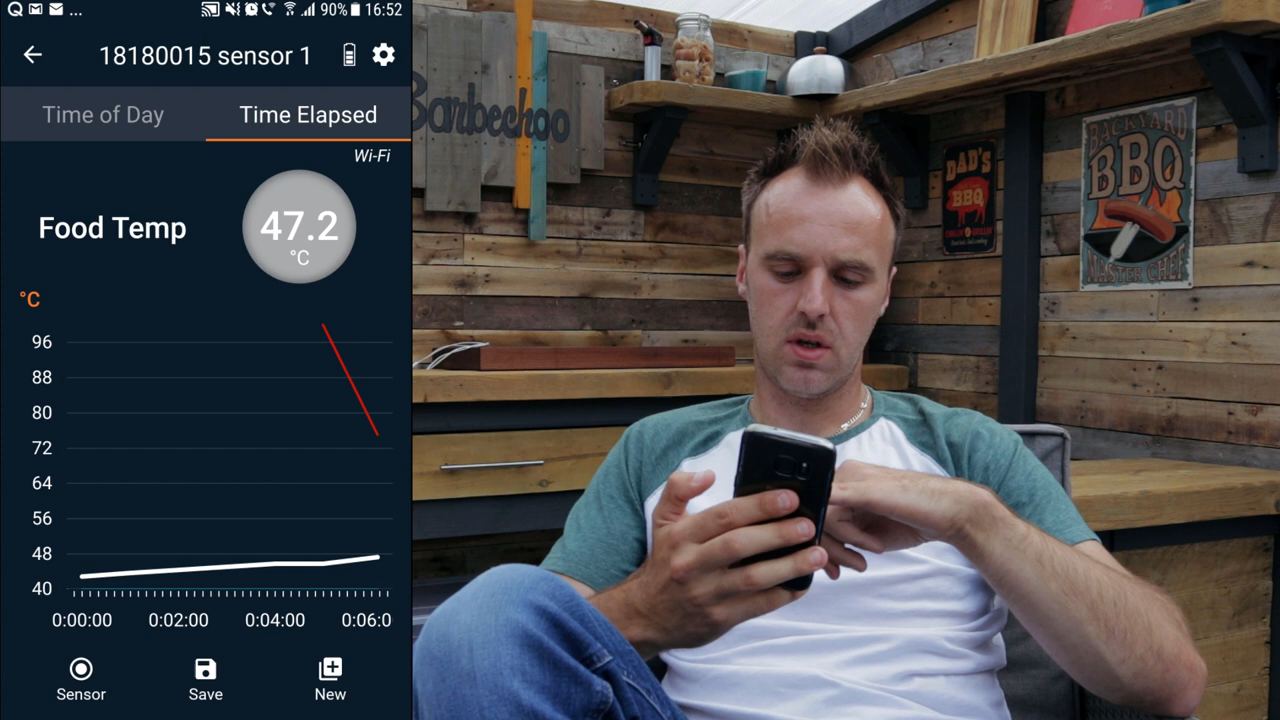 ... 90% 16:52
18180015 sensor 1
Time of Day Time Elapsed
Wi-Fi
Food Temp 47.2
°C
°C
96
88
80
72
64
56
48
40
0:00:00 0:02:00 0:04:00 0:06:0
Sensor Save New
Barbechoo
DAD'S
BBQ
BACKYARD
BBQ
MASTER CHEF